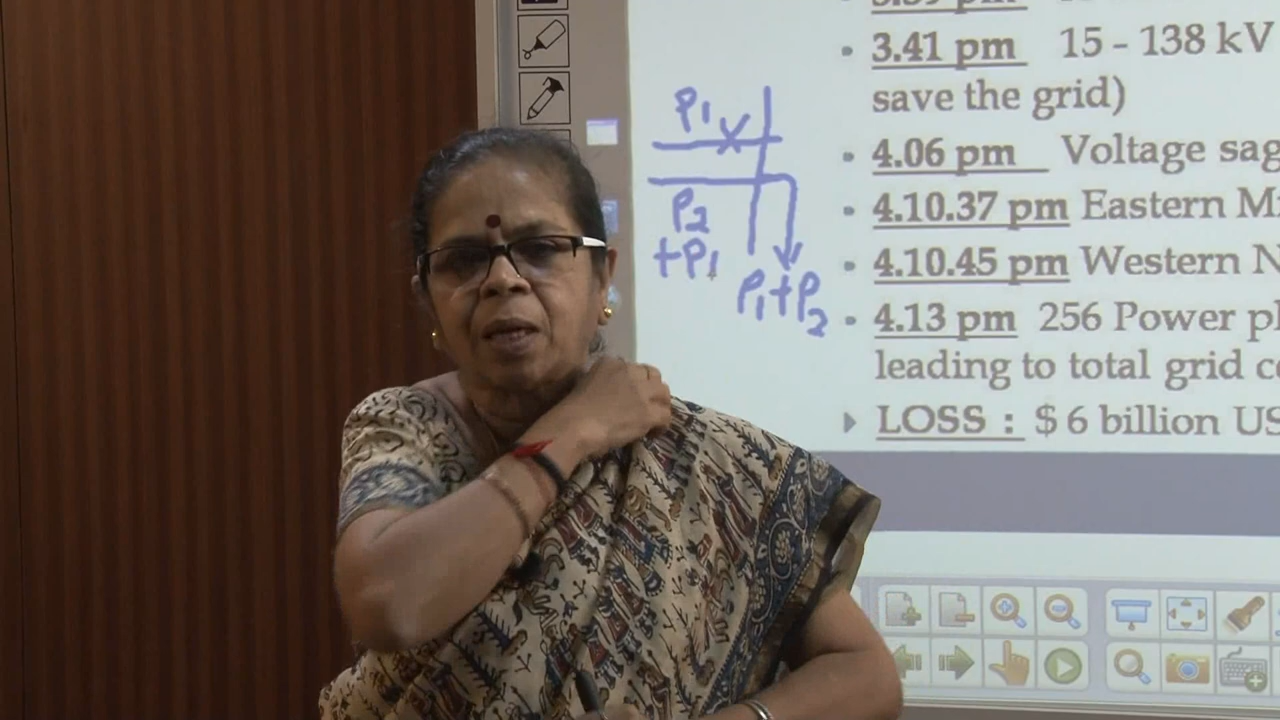 • 3.41 pm 15 - 138 kV
save the grid)
• 4.06 pm Voltage sag
• 4.10.37 pm Eastern
• 4.10.45 pm Western
• 4.13 pm 256 Power
leading to total grid
LOSS : $ 6 billion US
P1
P2
+P1
P1+P2